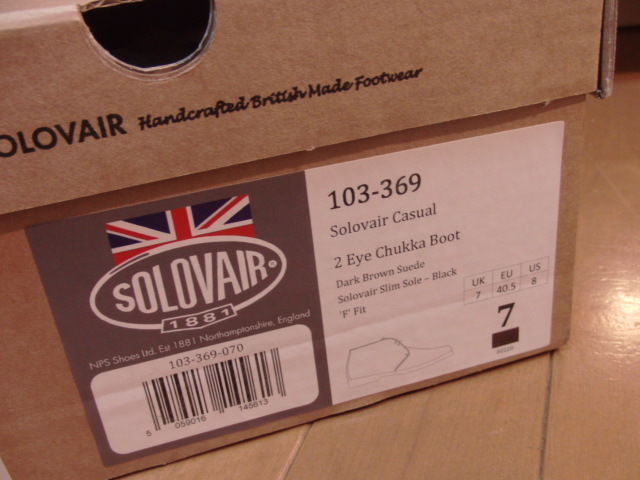 SOLOVAIR Handcrafted British Made Footwear
SOLOVAIR®
1881
NPS Shoes Ltd. Est 1881 Northamptonshire, England
103-369-070
5 059016 145613
103-369
Solovair Casual
2 Eye Chukka Boot
Dark Brown Suede
Solovair Slim Sole – Black
'F' Fit
UK EU US
7 40.5 8
7